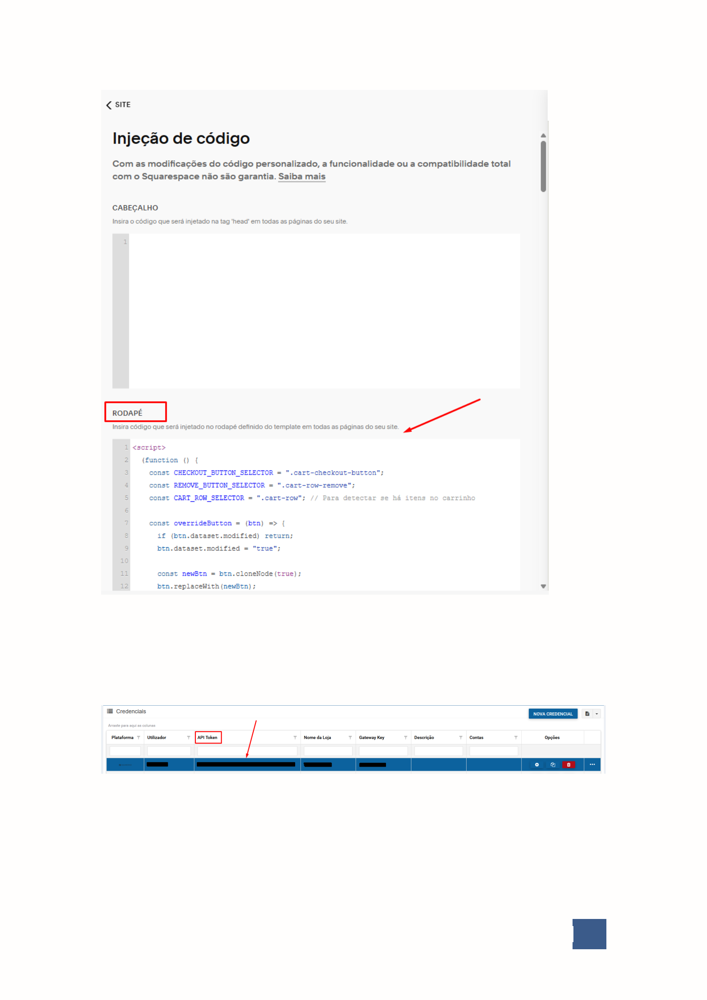 SITE
Injeção de código
Com as modificações do código personalizado, a funcionalidade ou a compatibilidade total
com o Squarespace não são garantia. Saiba mais
CABEÇALHO
Insira o código que será injetado na tag 'head' em todas as páginas do seu site.
1
RODAPÉ
Insira código que será injetado no rodapé definido do template em todas as páginas do seu site.
1 <script>
2 (function () {
3 const CHECKOUT_BUTTON_SELECTOR = ".cart-checkout-button";
4 const REMOVE_BUTTON_SELECTOR = ".cart-row-remove";
5 const CART_ROW_SELECTOR = ".cart-row"; // Para detectar se há itens no carrinho
6
7 const overrideButton = (btn) => {
8 if (btn.dataset.modified) return;
9 btn.dataset.modified = "true";
10
11 const newBtn = btn.cloneNode(true);
12 btn.replaceWith(newBtn);
Credenciais
NOVA CREDENCIAL
Arraste para aqui as colunas
Plataforma Utilizador API Token Nome da Loja Gateway Key Descrição Contas Opções